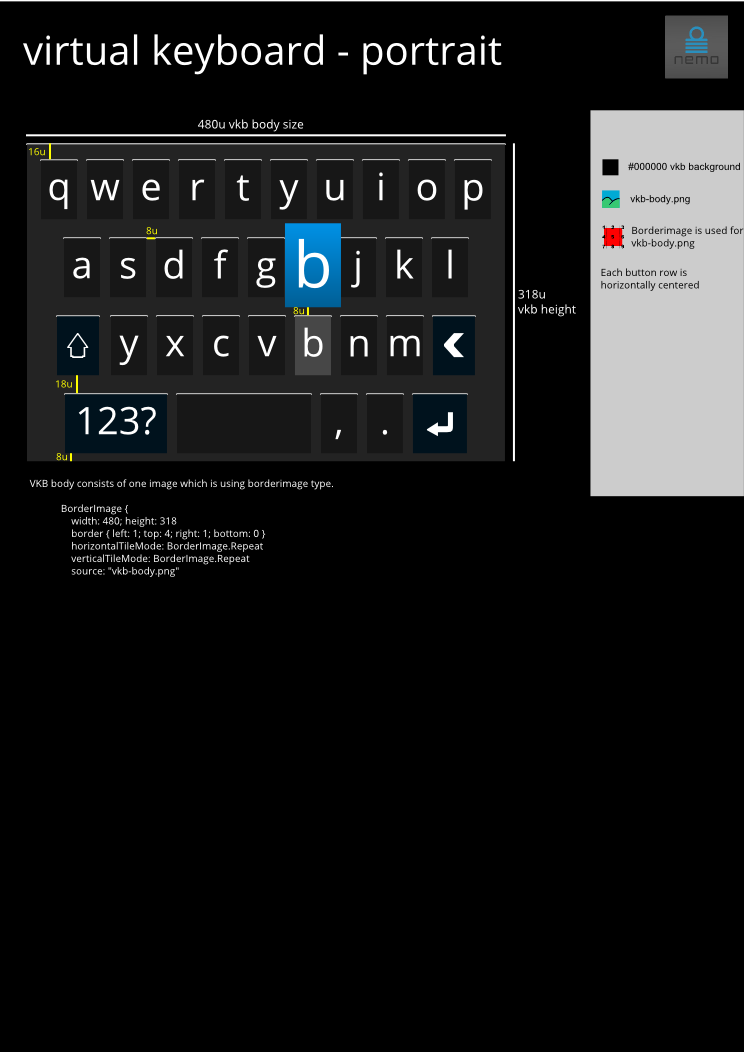 virtual keyboard - portrait
nemo
480u vkb body size
16u
q w e r t y u i o p
8u
a s d f g b j k l
8u
y x c v b n m
18u
123? , .
8u
318u
vkb height
#000000 vkb background
vkb-body.png
Borderimage is used for
vkb-body.png
Each button row is
horizontally centered
VKB body consists of one image which is using borderimage type.
BorderImage {
width: 480; height: 318
border { left: 1; top: 4; right: 1; bottom: 0 }
horizontalTileMode: BorderImage.Repeat
verticalTileMode: BorderImage.Repeat
source: "vkb-body.png"